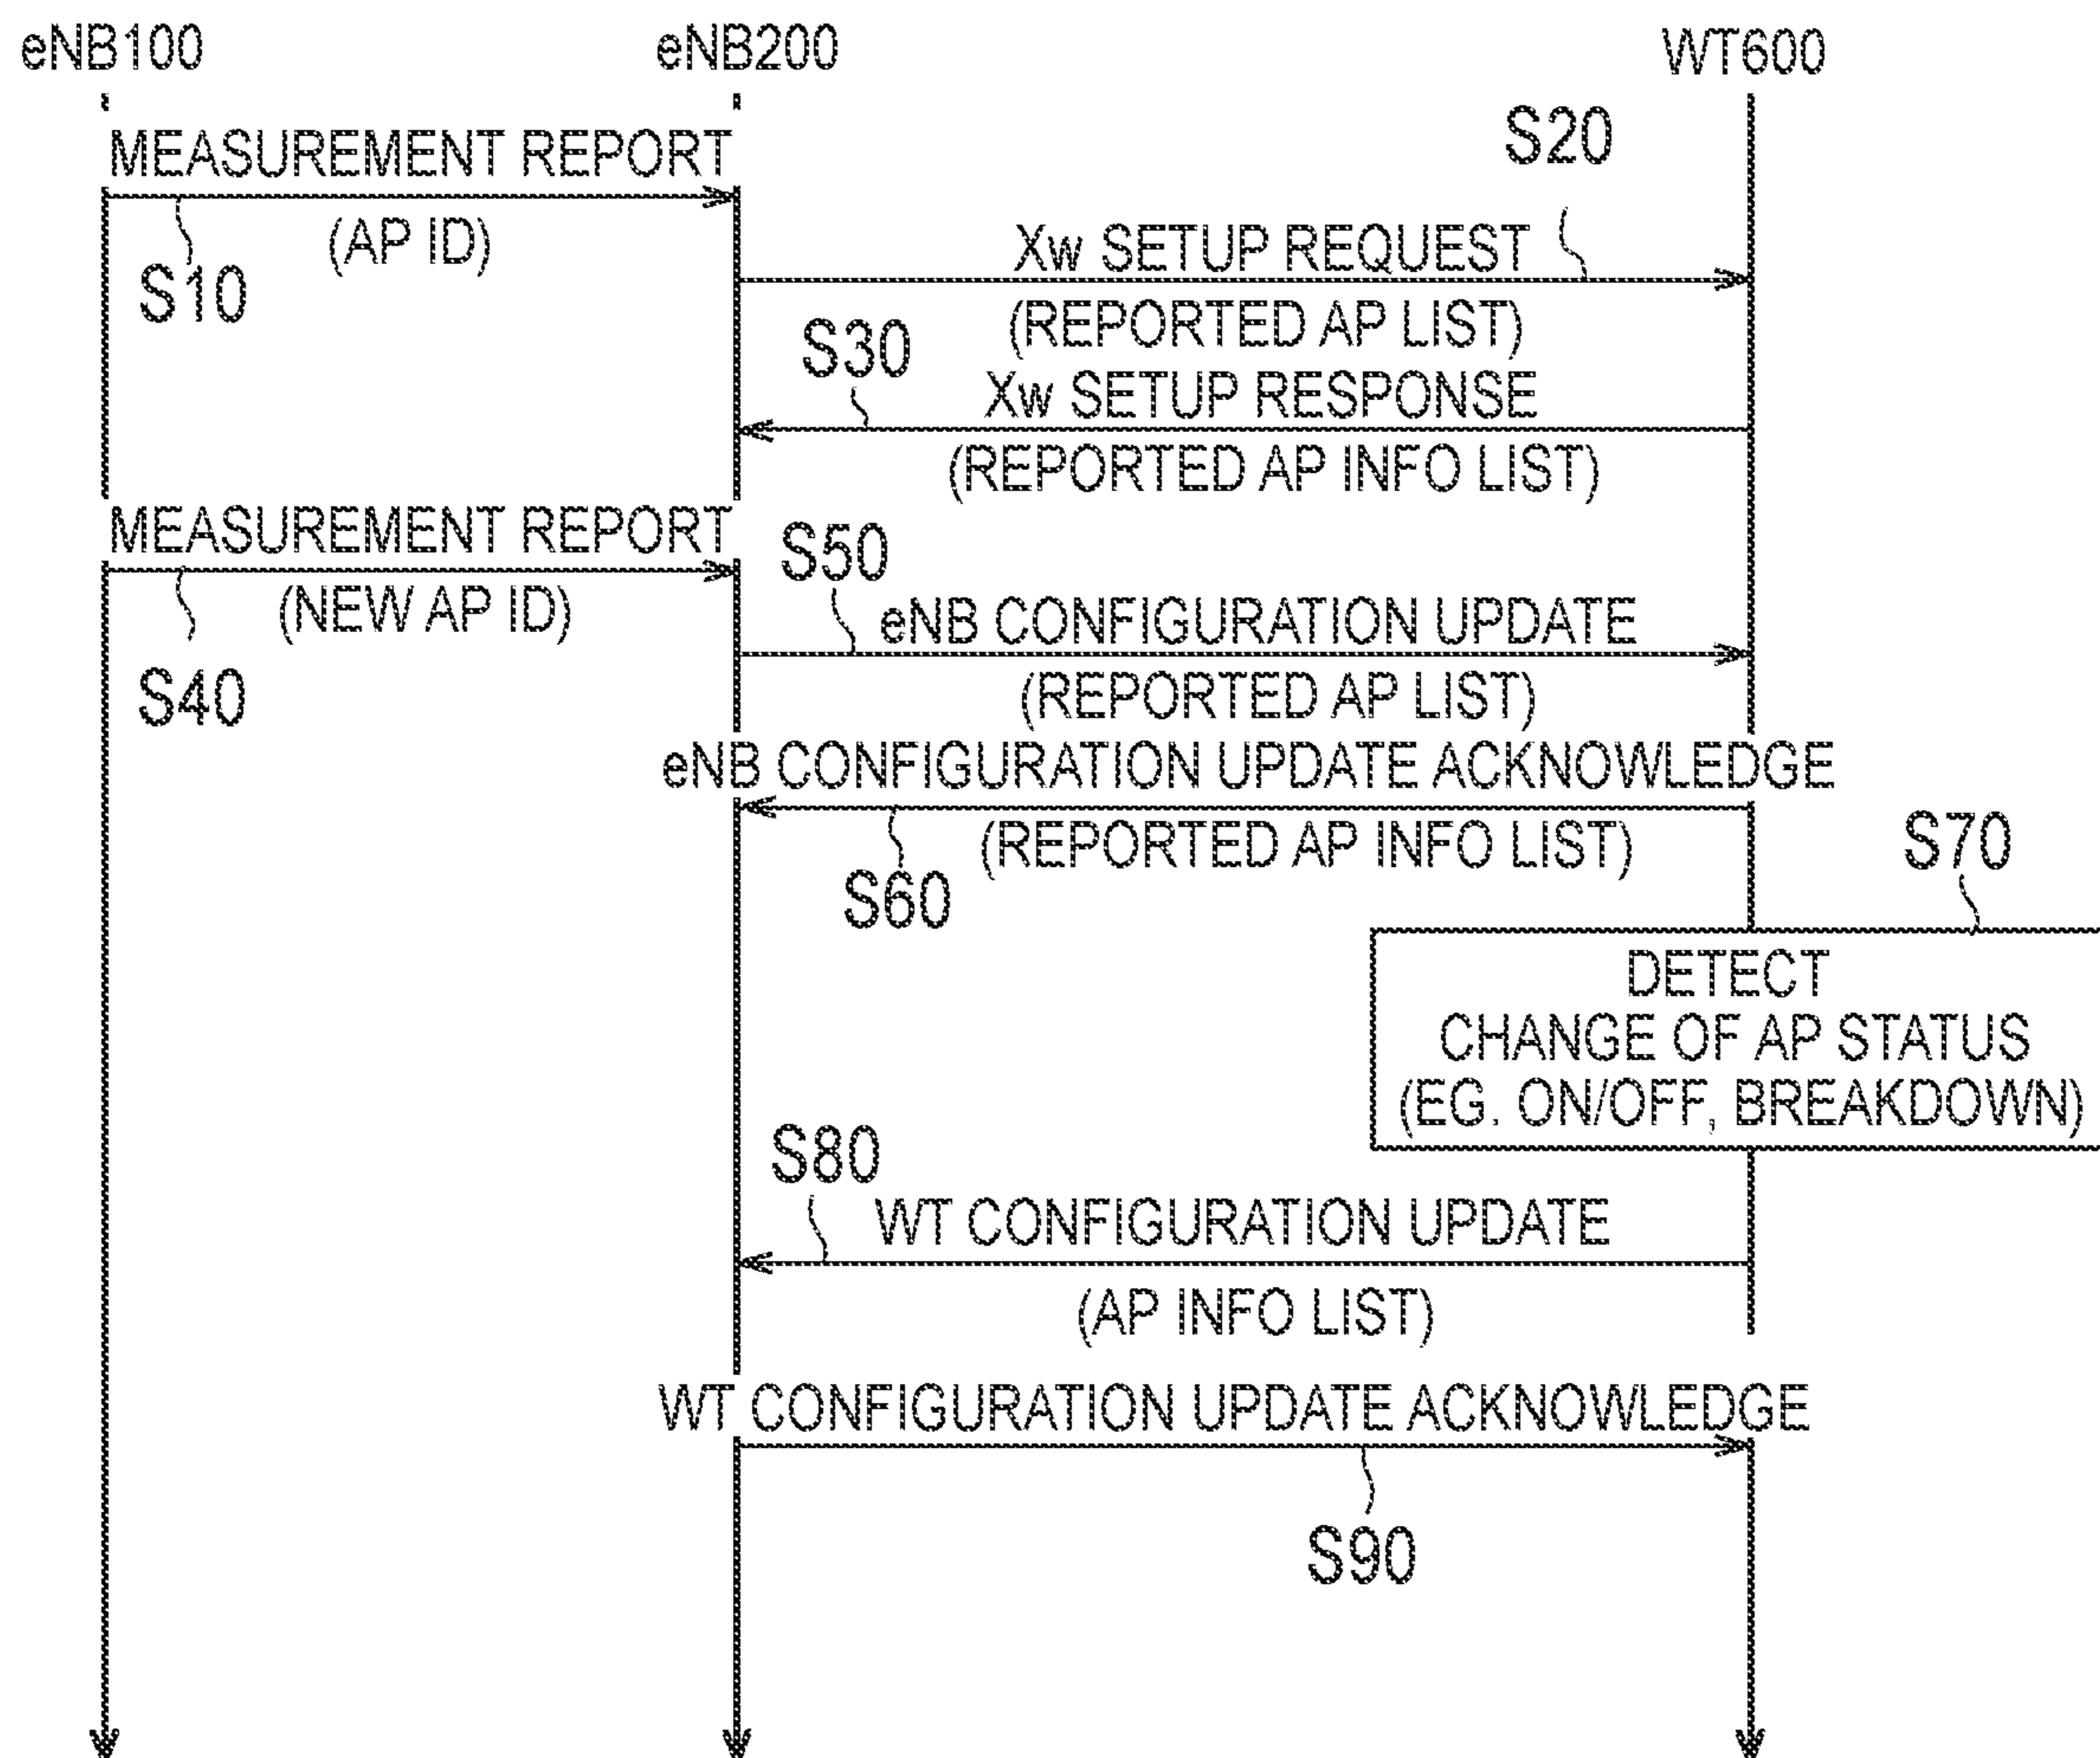 eNB100
eNB200
WT600
MEASUREMENT REPORT
(AP ID)
S10
S20
Xw SETUP REQUEST
(REPORTED AP LIST)
S30
Xw SETUP RESPONSE
(REPORTED AP INFO LIST)
MEASUREMENT REPORT
(NEW AP ID)
S40
S50
eNB CONFIGURATION UPDATE
(REPORTED AP LIST)
eNB CONFIGURATION UPDATE ACKNOWLEDGE
(REPORTED AP INFO LIST)
S60
S70
DETECT
CHANGE OF AP STATUS
(EG. ON/OFF, BREAKDOWN)
S80
WT CONFIGURATION UPDATE
(AP INFO LIST)
WT CONFIGURATION UPDATE ACKNOWLEDGE
S90